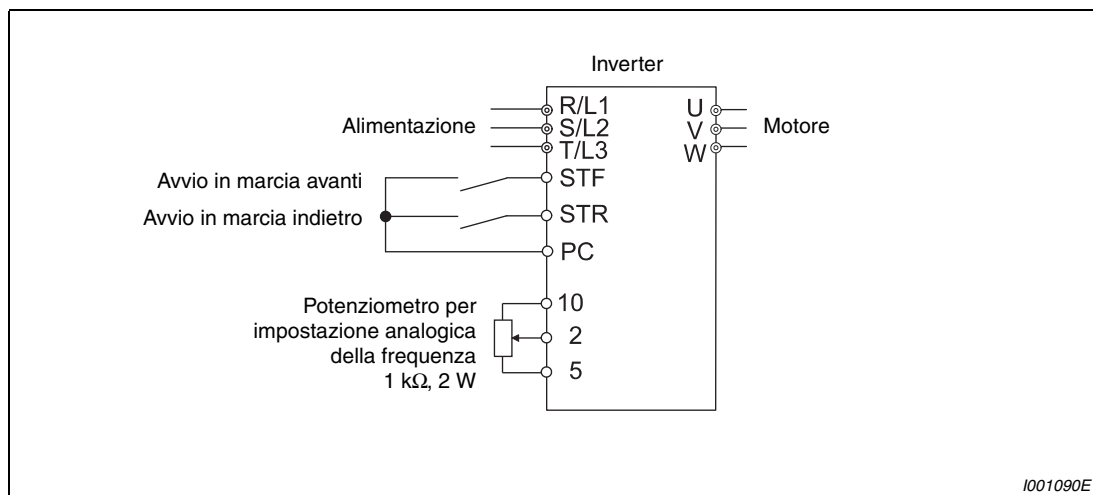 Inverter
Alimentazione
R/L1
S/L2
T/L3
U
V
W
Motore
Avvio in marcia avanti
STF
Avvio in marcia indietro
STR
PC
Potenziometro per
impostazione analogica
della frequenza
1 kΩ, 2 W
10
2
5
I001090E